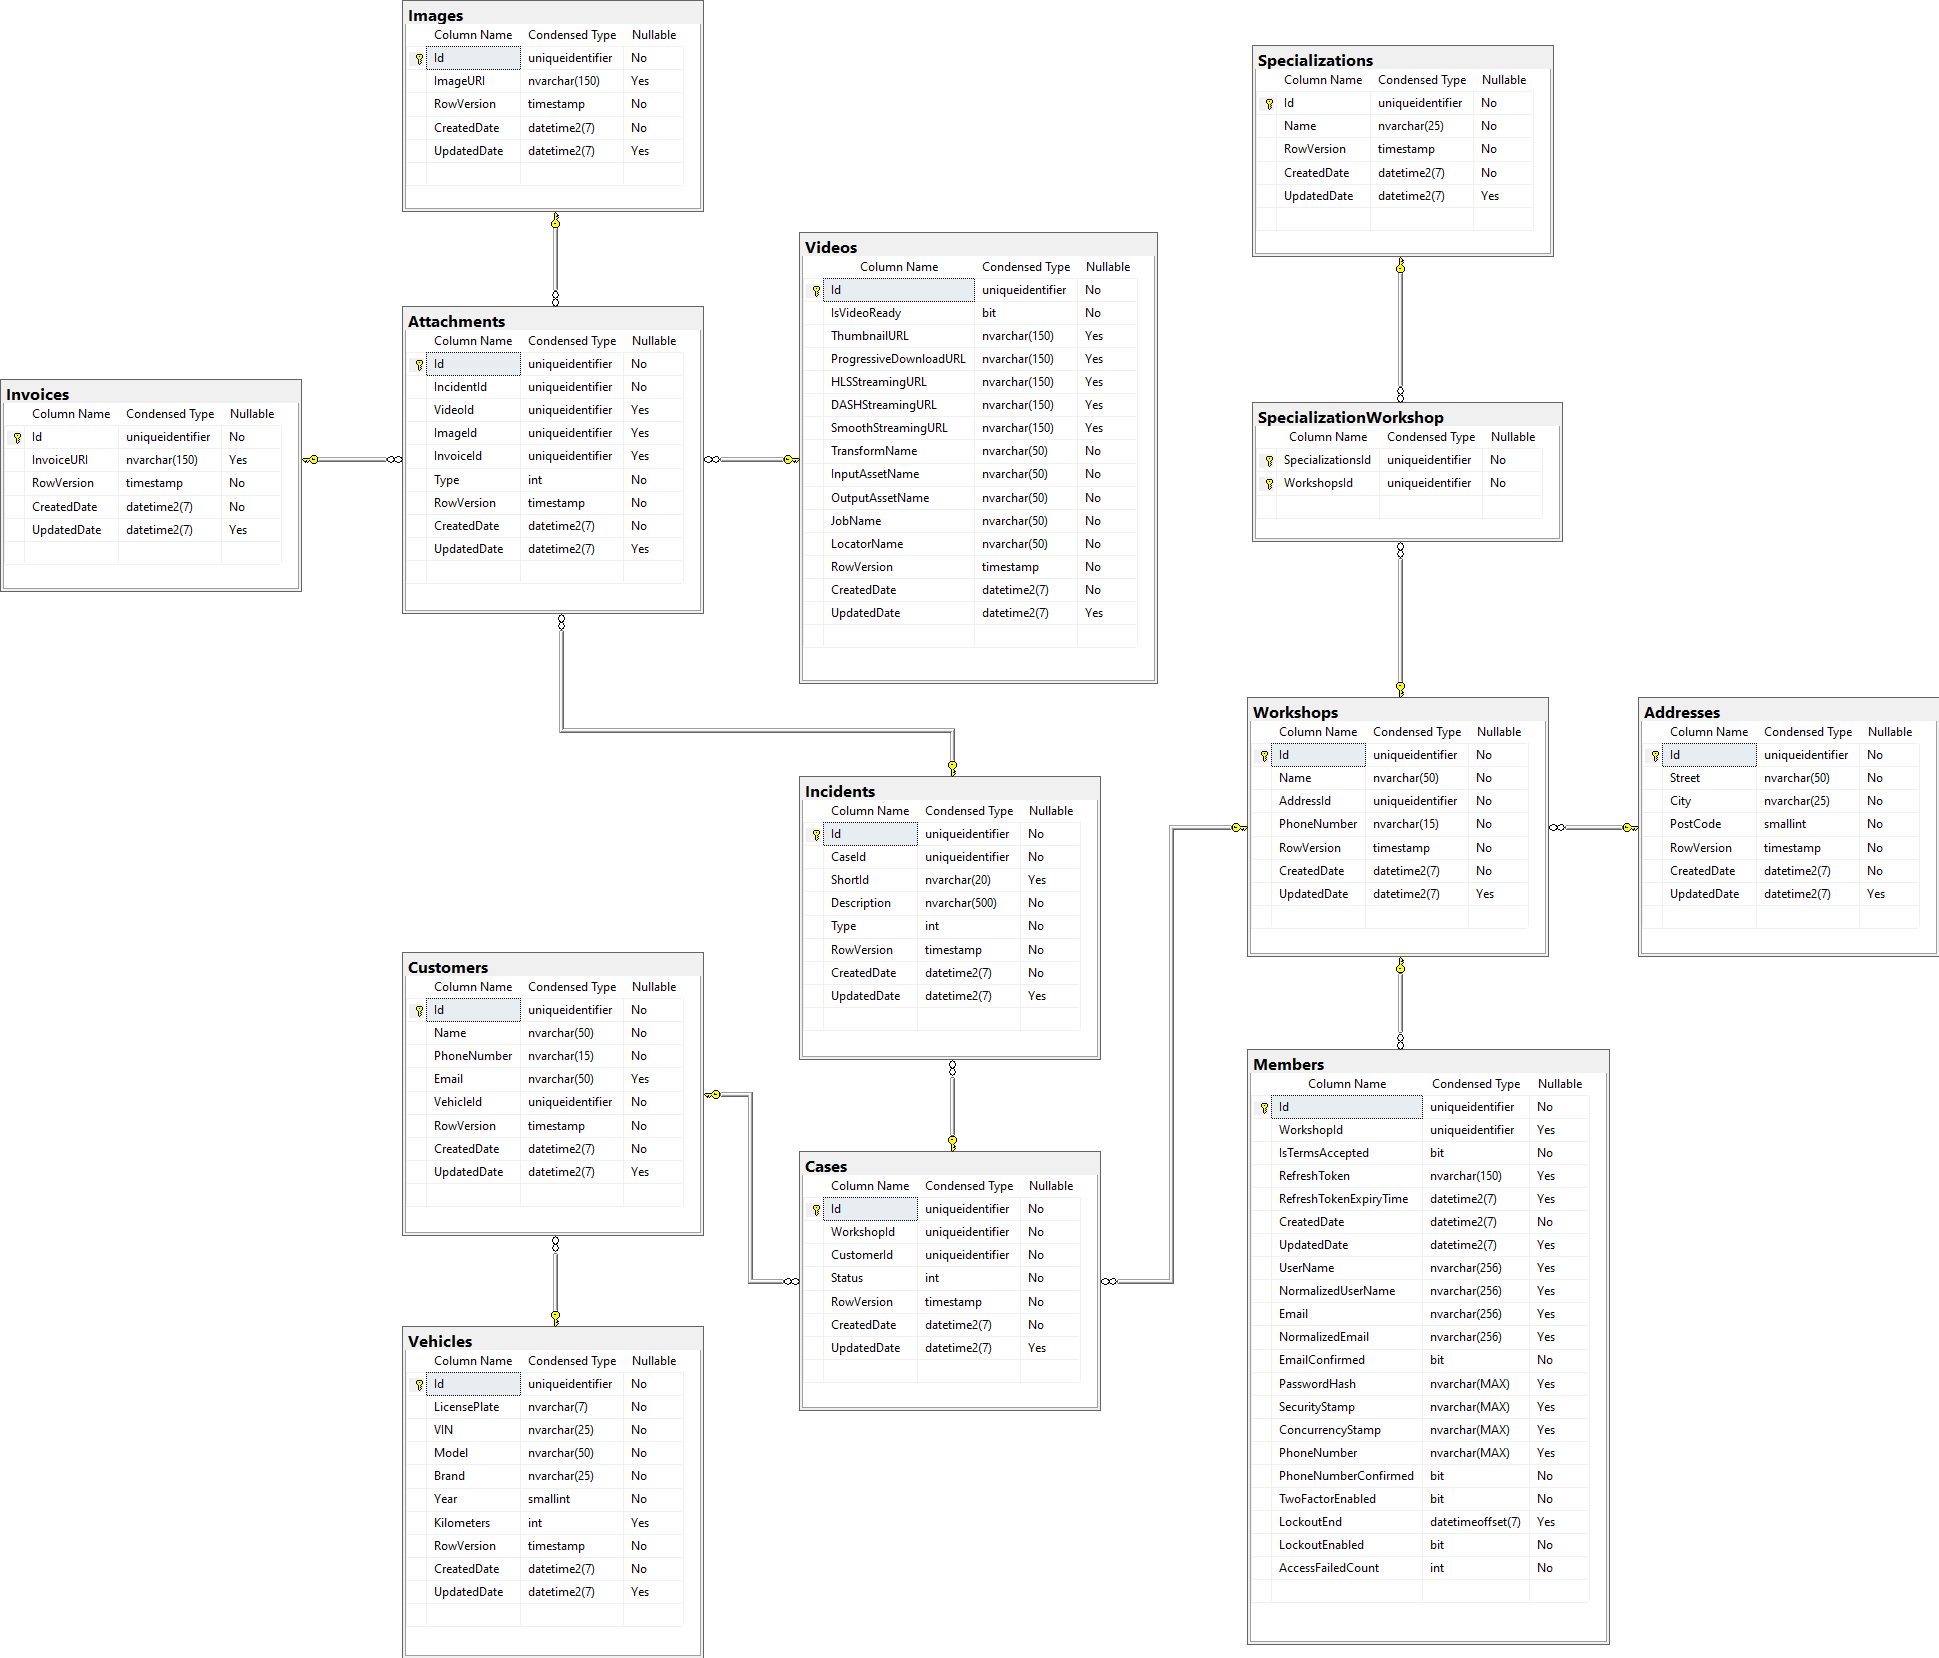 Images
Column Name Condensed Type Nullable
Id uniqueidentifier No
ImageURI nvarchar(150) Yes
RowVersion timestamp No
CreatedDate datetime2(7) No
UpdatedDate datetime2(7) Yes
Specializations
Column Name Condensed Type Nullable
Id uniqueidentifier No
Name nvarchar(25) No
RowVersion timestamp No
CreatedDate datetime2(7) No
UpdatedDate datetime2(7) Yes
Videos
Column Name Condensed Type Nullable
Id uniqueidentifier No
IsVideoReady bit No
ThumbnailURL nvarchar(150) Yes
ProgressiveDownloadURL nvarchar(150) Yes
HLSStreamingURL nvarchar(150) Yes
DASHStreamingURL nvarchar(150) Yes
SmoothStreamingURL nvarchar(150) Yes
TransformName nvarchar(50) No
InputAssetName nvarchar(50) No
OutputAssetName nvarchar(50) No
JobName nvarchar(50) No
LocatorName nvarchar(50) No
RowVersion timestamp No
CreatedDate datetime2(7) No
UpdatedDate datetime2(7) Yes
Attachments
Column Name Condensed Type Nullable
Id uniqueidentifier No
IncidentId uniqueidentifier No
VideoId uniqueidentifier Yes
ImageId uniqueidentifier Yes
InvoiceId uniqueidentifier Yes
Type int No
RowVersion timestamp No
CreatedDate datetime2(7) No
UpdatedDate datetime2(7) Yes
Invoices
Column Name Condensed Type Nullable
Id uniqueidentifier No
InvoiceURI nvarchar(150) Yes
RowVersion timestamp No
CreatedDate datetime2(7) No
UpdatedDate datetime2(7) Yes
SpecializationWorkshop
Column Name Condensed Type Nullable
SpecializationsId uniqueidentifier No
WorkshopsId uniqueidentifier No
Workshops
Column Name Condensed Type Nullable
Id uniqueidentifier No
Name nvarchar(50) No
AddressId uniqueidentifier No
PhoneNumber nvarchar(15) No
RowVersion timestamp No
CreatedDate datetime2(7) No
UpdatedDate datetime2(7) Yes
Addresses
Column Name Condensed Type Nullable
Id uniqueidentifier No
Street nvarchar(50) No
City nvarchar(25) No
PostCode smallint No
RowVersion timestamp No
CreatedDate datetime2(7) No
UpdatedDate datetime2(7) Yes
Incidents
Column Name Condensed Type Nullable
Id uniqueidentifier No
CaseId uniqueidentifier No
ShortId nvarchar(20) Yes
Description nvarchar(500) No
Type int No
RowVersion timestamp No
CreatedDate datetime2(7) No
UpdatedDate datetime2(7) Yes
Customers
Column Name Condensed Type Nullable
Id uniqueidentifier No
Name nvarchar(50) No
PhoneNumber nvarchar(15) No
Email nvarchar(50) Yes
VehicleId uniqueidentifier No
RowVersion timestamp No
CreatedDate datetime2(7) No
UpdatedDate datetime2(7) Yes
Members
Column Name Condensed Type Nullable
Id uniqueidentifier No
WorkshopId uniqueidentifier Yes
IsTermsAccepted bit No
RefreshToken nvarchar(150) Yes
RefreshTokenExpiryTime datetime2(7) Yes
CreatedDate datetime2(7) No
UpdatedDate datetime2(7) Yes
UserName nvarchar(256) Yes
NormalizedUserName nvarchar(256) Yes
Email nvarchar(256) Yes
NormalizedEmail nvarchar(256) Yes
EmailConfirmed bit No
PasswordHash nvarchar(MAX) Yes
SecurityStamp nvarchar(MAX) Yes
ConcurrencyStamp nvarchar(MAX) Yes
PhoneNumber nvarchar(MAX) Yes
PhoneNumberConfirmed bit No
TwoFactorEnabled bit No
LockoutEnd datetimeoffset(7) Yes
LockoutEnabled bit No
AccessFailedCount int No
Cases
Column Name Condensed Type Nullable
Id uniqueidentifier No
WorkshopId uniqueidentifier No
CustomerId uniqueidentifier No
Status int No
RowVersion timestamp No
CreatedDate datetime2(7) No
UpdatedDate datetime2(7) Yes
Vehicles
Column Name Condensed Type Nullable
Id uniqueidentifier No
LicensePlate nvarchar(7) No
VIN nvarchar(25) No
Model nvarchar(50) No
Brand nvarchar(25) No
Year smallint No
Kilometers int Yes
RowVersion timestamp No
CreatedDate datetime2(7) No
UpdatedDate datetime2(7) Yes